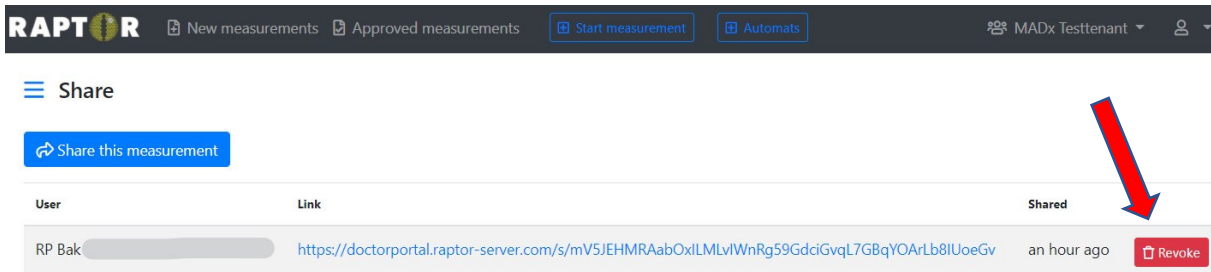 RAPTOR New measurements Approved measurements Start measurement Automats MADx Testtenant
Share
Share this measurement
User Link Shared
RP Bak https://doctorportal.raptor-server.com/s/mV5JEHMRAabOxILMLvIWnRg59GdciGvqL7GBqYOArLb8IUoeGv an hour ago Revoke